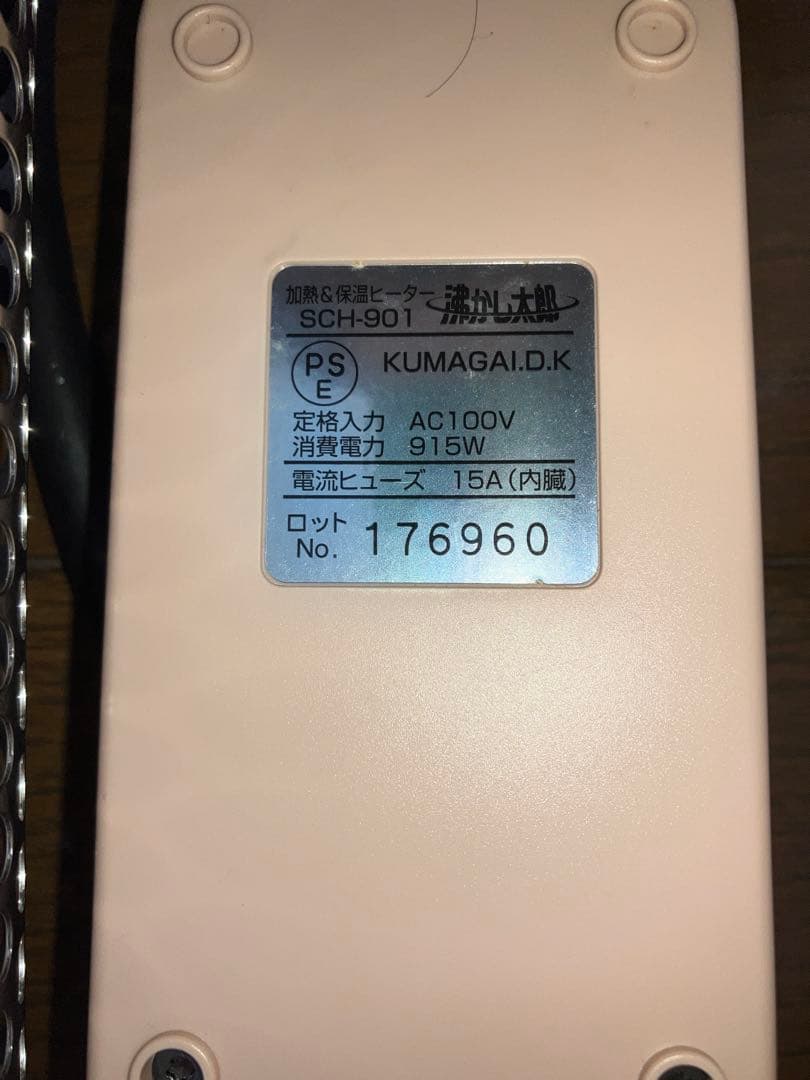 加熱&保温ヒーター 沸かし太郎
SCH-901
PSE KUMAGAI.D.K
定格入力 AC100V
消費電力 915W
電流ヒューズ 15A(内臓)
ロット
No. 176960